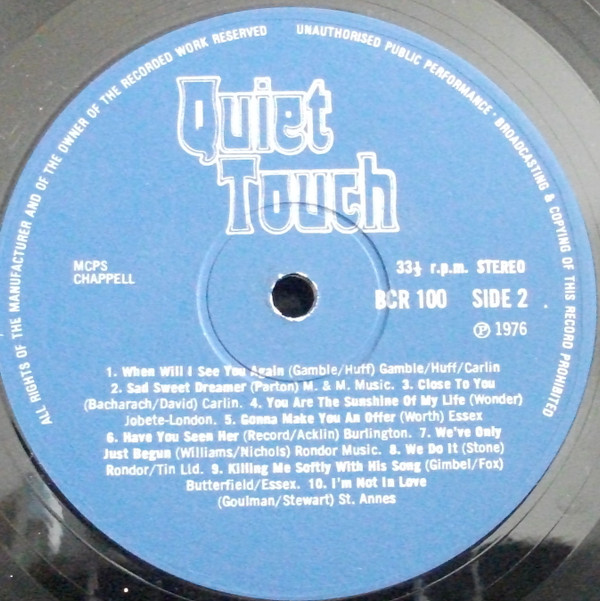 ALL RIGHTS OF THE MANUFACTURER AND OF THE OWNER OF THE RECORDED WORK RESERVED
UNAUTHORISED PUBLIC PERFORMANCE · BROADCASTING & COPYING OF THIS RECORD PROHIBITED
Quiet
Touch
MCPS
CHAPPELL
33⅓ r.p.m. STEREO
BCR 100 SIDE 2
℗ 1976
1. When Will I See You Again (Gamble/Huff) Gamble/Huff/Carlin
2. Sad Sweet Dreamer (Parton) M. & M. Music. 3. Close To You
(Bacharach/David) Carlin. 4. You Are The Sunshine Of My Life (Wonder)
Jobete-London. 5. Gonna Make You An Offer (Worth) Essex
6. Have You Seen Her (Record/Acklin) Burlington. 7. We've Only
Just Begun (Williams/Nichols) Rondor Music. 8. We Do It (Stone)
Rondor/Tin Ltd. 9. Killing Me Softly With His Song (Gimbel/Fox)
Butterfield/Essex. 10. I'm Not In Love
(Goulman/Stewart) St. Annes